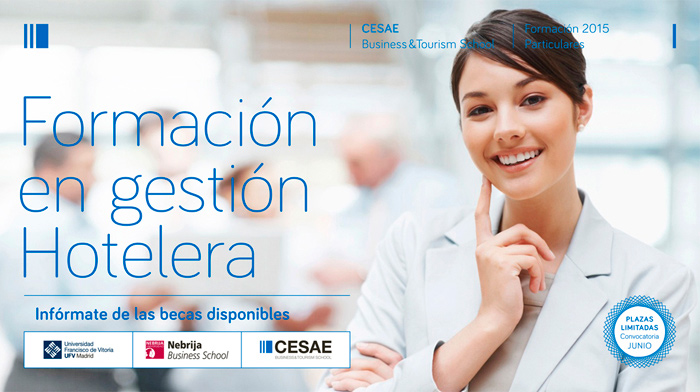 CESAE
Business&Tourism School
Formación 2015
Particulares
Formación
en gestión
Hotelera
Infórmate de las becas disponibles
Universidad
Francisco de Vitoria
UFV Madrid
NEBRIJA
Nebrija
Business School
CESAE
BUSINESS&TOURISM SCHOOL
PLAZAS
LIMITADAS
Convocatoria
JUNIO